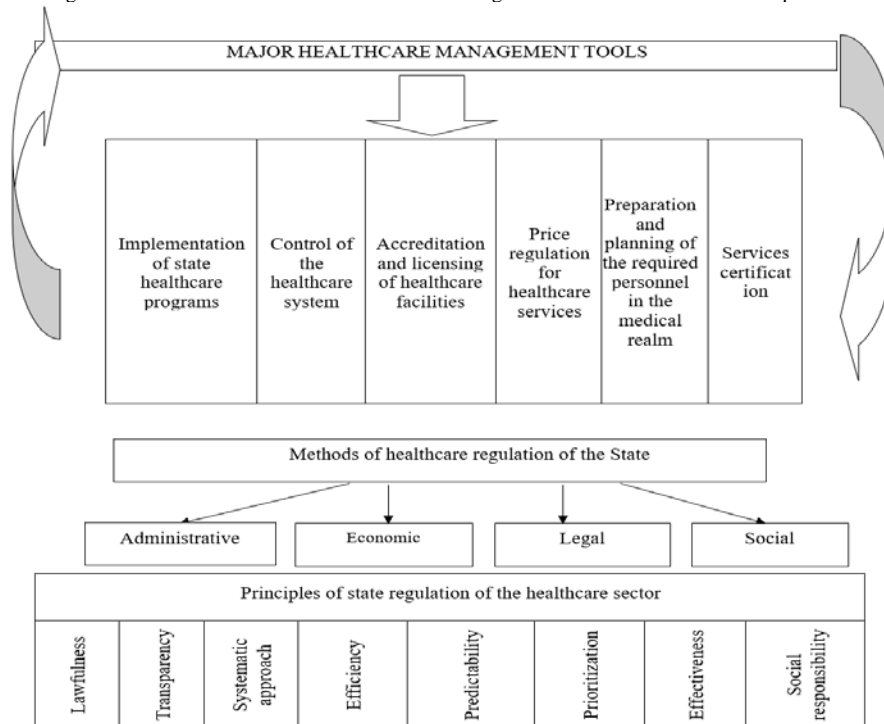 MAJOR HEALTHCARE MANAGEMENT TOOLS
Implementation
of state
healthcare
programs
Control of
the
healthcare
system
Accreditation
and licensing
of healthcare
facilities
Price
regulation
for
healthcare
services
Preparation
and
planning of
the required
personnel
in the
medical
realm
Services
certificat
ion
Methods of healthcare regulation of the State
Administrative
Economic
Legal
Social
Principles of state regulation of the healthcare sector
Lawfulness
Transparency
Systematic
approach
Efficiency
Predictability
Prioritization
Effectiveness
Social
responsibility